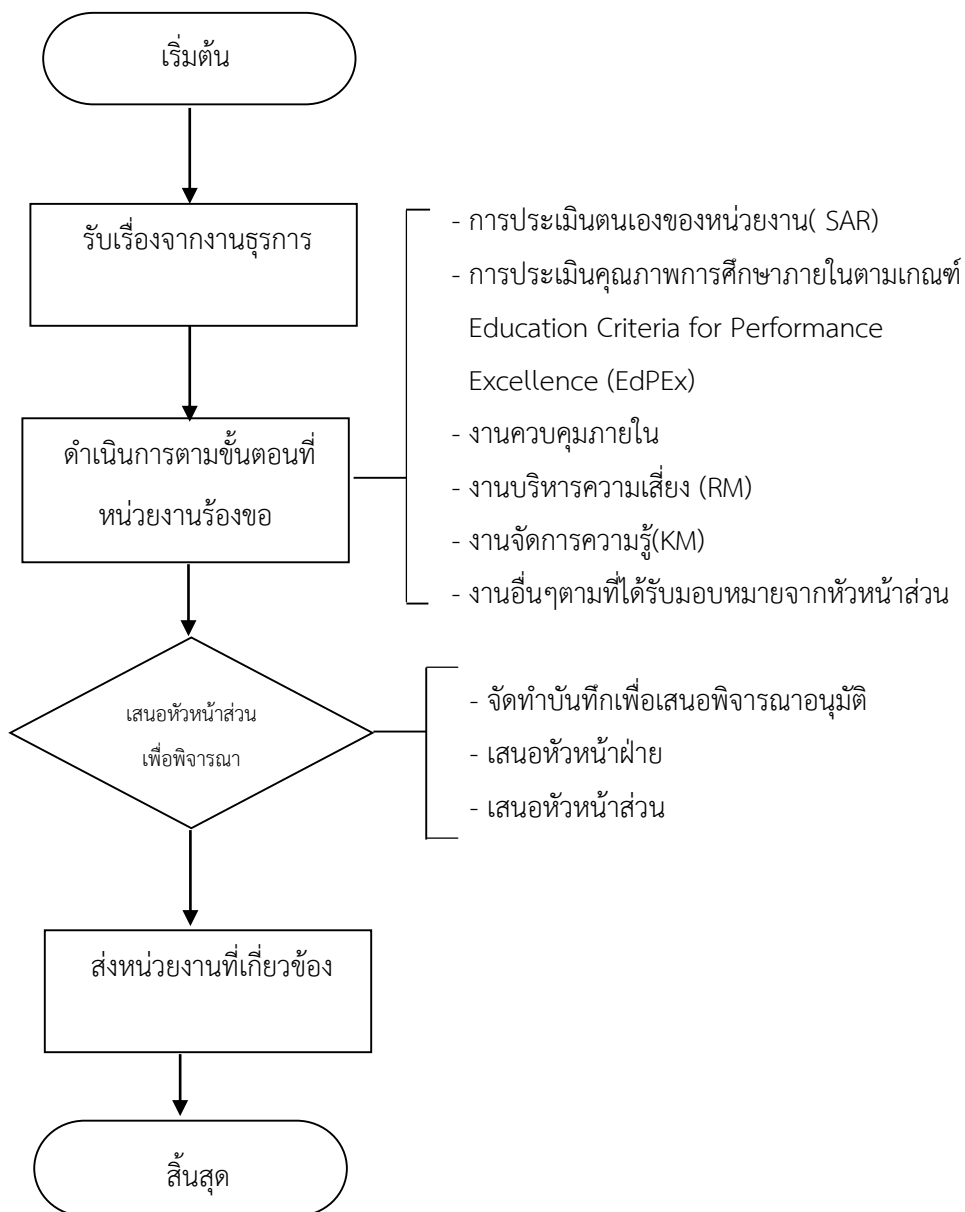 เริ่มต้น
รับเรื่องจากงานธุรการ
ดำเนินการตามขั้นตอนที่
หน่วยงานร้องขอ
- การประเมินตนเองของหน่วยงาน( SAR)
- การประเมินคุณภาพการศึกษาภายในตามเกณฑ์
Education Criteria for Performance
Excellence (EdPEx)
- งานควบคุมภายใน
- งานบริหารความเสี่ยง (RM)
- งานจัดการความรู้(KM)
- งานอื่นๆตามที่ได้รับมอบหมายจากหัวหน้าส่วน
เสนอหัวหน้าส่วน
เพื่อพิจารณา
- จัดทำบันทึกเพื่อเสนอพิจารณาอนุมัติ
- เสนอหัวหน้าฝ่าย
- เสนอหัวหน้าส่วน
ส่งหน่วยงานที่เกี่ยวข้อง
สิ้นสุด